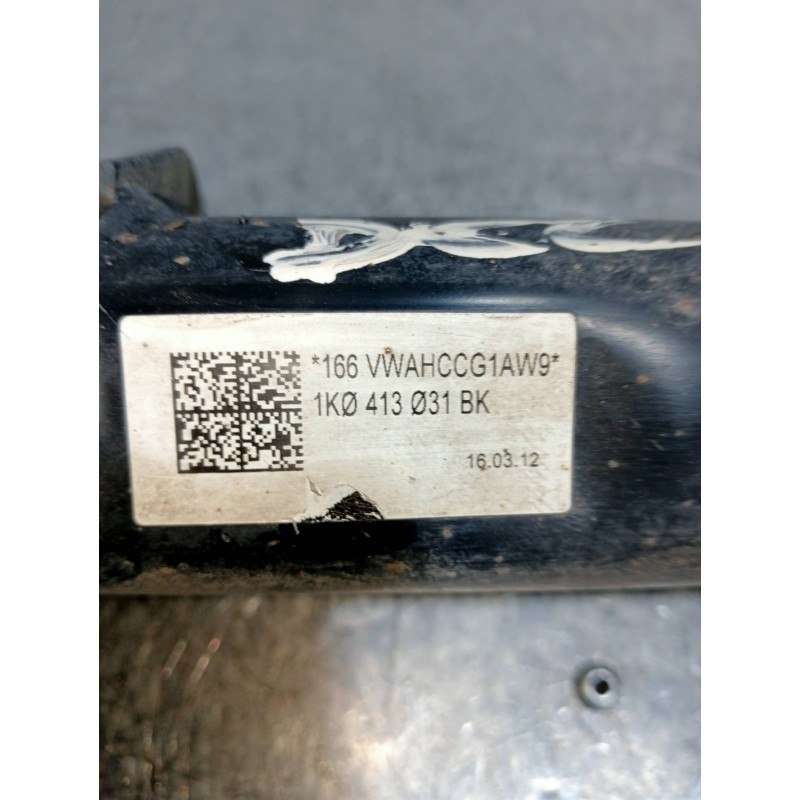 *166 VWAHCCG1AW9*
1KØ 413 Ø31 BK
16.03.12